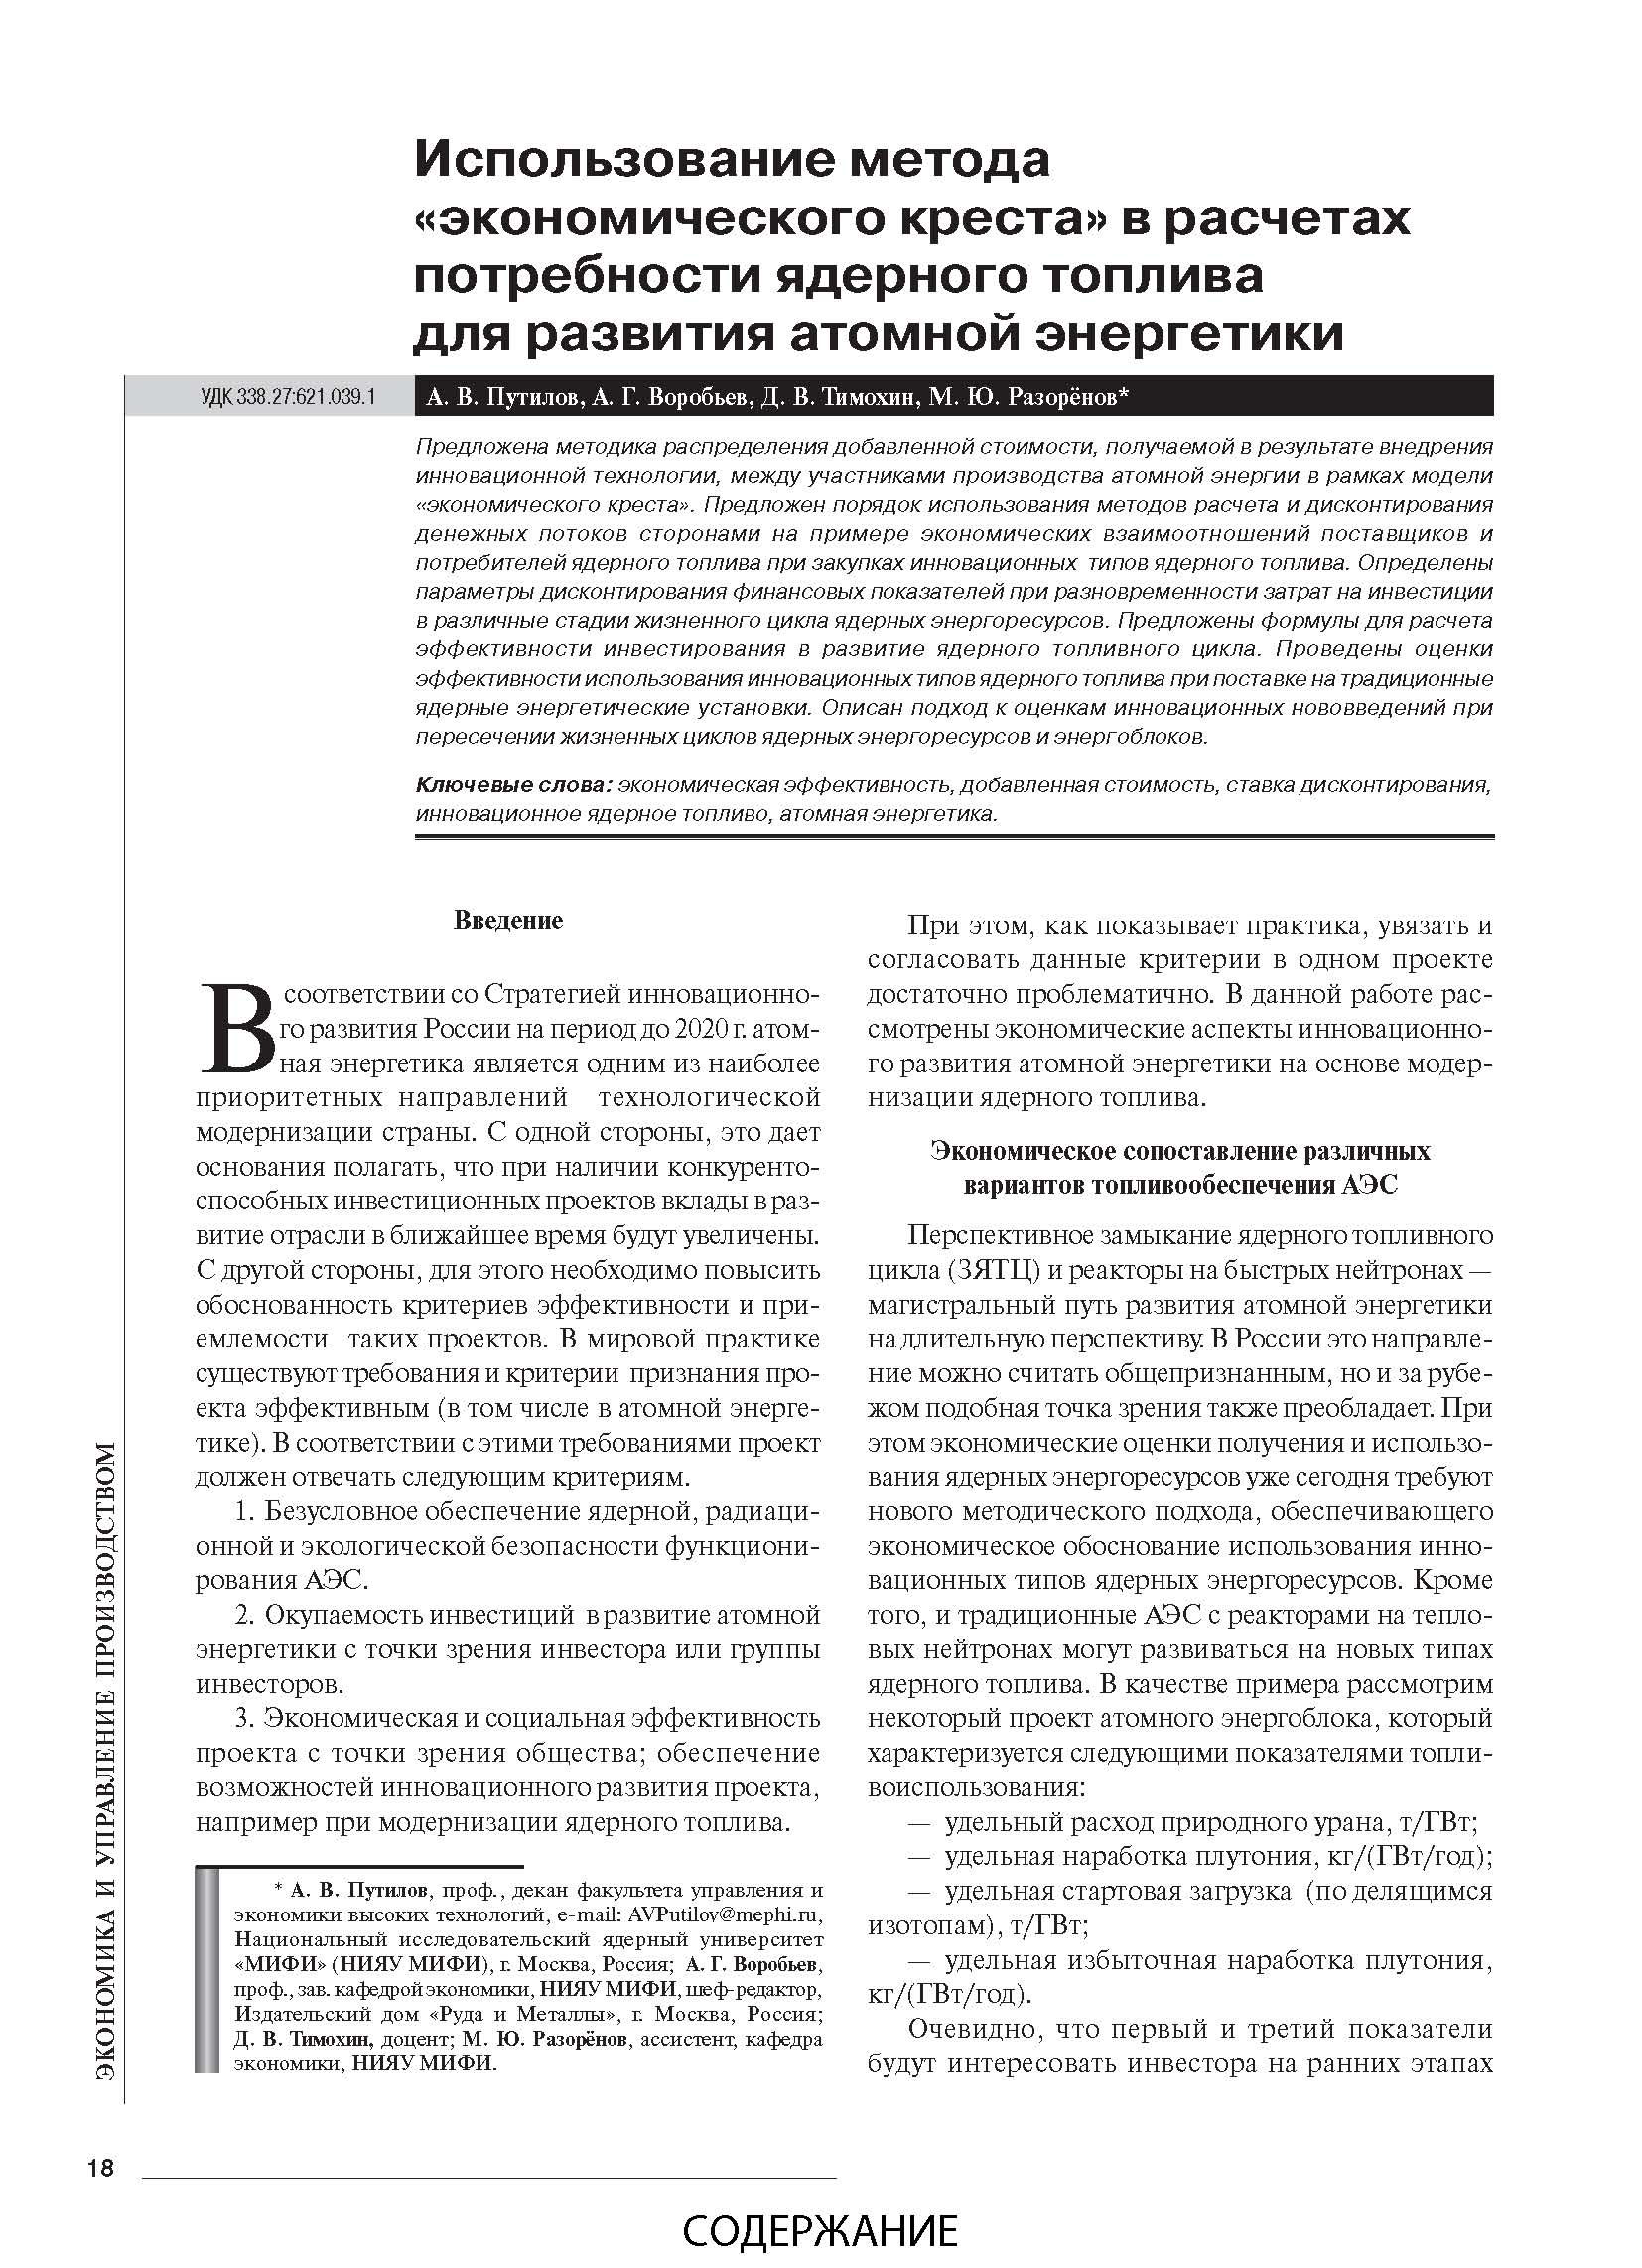 Использование метода
«экономического креста» в расчетах
потребности ядерного топлива
для развития атомной энергетики
УДК 338.27:621.039.1
А. В. Путилов, А. Г. Воробьев, Д. В. Тимохин, М. Ю. Разорёнов*
Предложена методика распределения добавленной стоимости, получаемой в результате внедрения
инновационной технологии, между участниками производства атомной энергии в рамках модели
«экономического креста». Предложен порядок использования методов расчета и дисконтирования
денежных потоков сторонами на примере экономических взаимоотношений поставщиков и
потребителей ядерного топлива при закупках инновационных типов ядерного топлива. Определены
параметры дисконтирования финансовых показателей при разновременности затрат на инвестиции
в различные стадии жизненного цикла ядерных энергоресурсов. Предложены формулы для расчета
эффективности инвестирования в развитие ядерного топливного цикла. Проведены оценки
эффективности использования инновационных типов ядерного топлива при поставке на традиционные
ядерные энергетические установки. Описан подход к оценкам инновационных нововведений при
пересечении жизненных циклов ядерных энергоресурсов и энергоблоков.
Ключевые слова: экономическая эффективность, добавленная стоимость, ставка дисконтирования,
инновационное ядерное топливо, атомная энергетика.
Введение
В соответствии со Стратегией инновационно-
го развития России на период до 2020 г. атом-
ная энергетика является одним из наиболее
приоритетных направлений технологической
модернизации страны. С одной стороны, это дает
основания полагать, что при наличии конкуренто-
способных инвестиционных проектов вклады в раз-
витие отрасли в ближайшее время будут увеличены.
С другой стороны, для этого необходимо повысить
обоснованность критериев эффективности и при-
емлемости таких проектов. В мировой практике
существуют требования и критерии признания про-
екта эффективным (в том числе в атомной энерге-
тике). В соответствии с этими требованиями проект
должен отвечать следующим критериям.
1. Безусловное обеспечение ядерной, радиаци-
онной и экологической безопасности функциони-
рования АЭС.
2. Окупаемость инвестиций в развитие атомной
энергетики с точки зрения инвестора или группы
инвесторов.
3. Экономическая и социальная эффективность
проекта с точки зрения общества; обеспечение
возможностей инновационного развития проекта,
например при модернизации ядерного топлива.
* А. В. Путилов, проф., декан факультета управления и
экономики высоких технологий, e-mail: AVPutilov@mephi.ru,
Национальный исследовательский ядерный университет
«МИФИ» (НИЯУ МИФИ), г. Москва, Россия; А. Г. Воробьев,
проф., зав. кафедрой экономики, НИЯУ МИФИ, шеф-редактор,
Издательский дом «Руда и Металлы», г. Москва, Россия;
Д. В. Тимохин, доцент; М. Ю. Разорёнов, ассистент, кафедра
экономики, НИЯУ МИФИ.
При этом, как показывает практика, увязать и
согласовать данные критерии в одном проекте
достаточно проблематично. В данной работе рас-
смотрены экономические аспекты инновационно-
го развития атомной энергетики на основе модер-
низации ядерного топлива.
Экономическое сопоставление различных
вариантов топливообеспечения АЭС
Перспективное замыкание ядерного топливного
цикла (ЗЯТЦ) и реакторы на быстрых нейтронах —
магистральный путь развития атомной энергетики
на длительную перспективу. В России это направле-
ние можно считать общепризнанным, но и за рубе-
жом подобная точка зрения также преобладает. При
этом экономические оценки получения и использо-
вания ядерных энергоресурсов уже сегодня требуют
нового методического подхода, обеспечивающего
экономическое обоснование использования инно-
вационных типов ядерных энергоресурсов. Кроме
того, и традиционные АЭС с реакторами на тепло-
вых нейтронах могут развиваться на новых типах
ядерного топлива. В качестве примера рассмотрим
некоторый проект атомного энергоблока, который
характеризуется следующими показателями топли-
воиспользования:
— удельный расход природного урана, т/ГВт;
— удельная наработка плутония, кг/(ГВт/год);
— удельная стартовая загрузка (по делящимся
изотопам), т/ГВт;
— удельная избыточная наработка плутония,
кг/(ГВт/год).
Очевидно, что первый и третий показатели
будут интересовать инвестора на ранних этапах
ЭКОНОМИКА И УПРАВЛЕНИЕ ПРОИЗВОДСТВОМ
18
СОДЕРЖАНИЕ